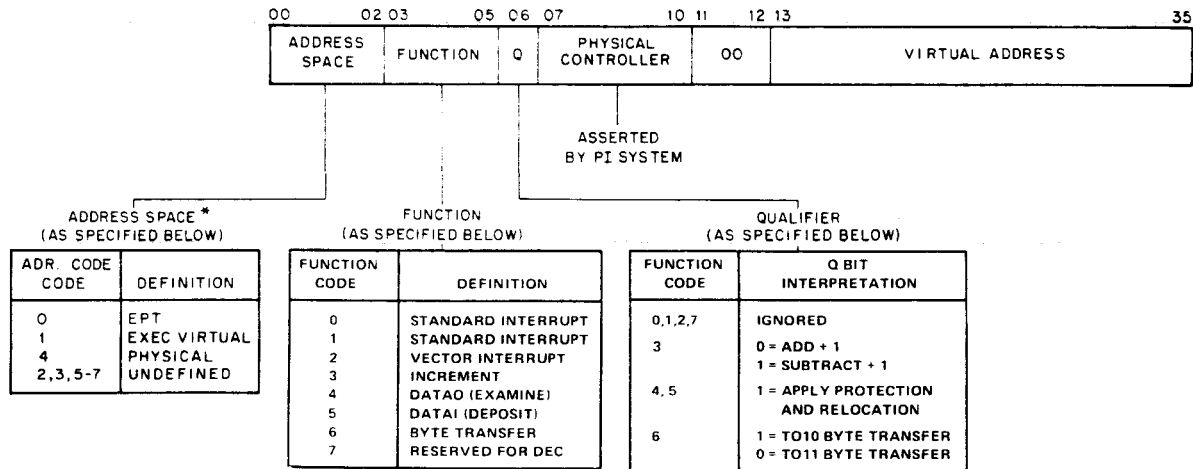 00 02 03 05 06 07 10 11 12 13 35
ADDRESS SPACE
FUNCTION
Q
PHYSICAL CONTROLLER
00
VIRTUAL ADDRESS
ASSERTED
BY PI SYSTEM
ADDRESS SPACE *
(AS SPECIFIED BELOW)
ADR. CODE CODE DEFINITION
0 EPT
1 EXEC VIRTUAL
4 PHYSICAL
2,3,5-7 UNDEFINED
FUNCTION
(AS SPECIFIED BELOW)
FUNCTION CODE DEFINITION
0 STANDARD INTERRUPT
1 STANDARD INTERRUPT
2 VECTOR INTERRUPT
3 INCREMENT
4 DATAO (EXAMINE)
5 DATAI (DEPOSIT)
6 BYTE TRANSFER
7 RESERVED FOR DEC
QUALIFIER
(AS SPECIFIED BELOW)
FUNCTION CODE Q BIT INTERPRETATION
0,1,2,7 IGNORED
3 0 = ADD + 1
1 = SUBTRACT + 1
4, 5 1 = APPLY PROTECTION
AND RELOCATION
6 1 = TO10 BYTE TRANSFER
0 = TO11 BYTE TRANSFER